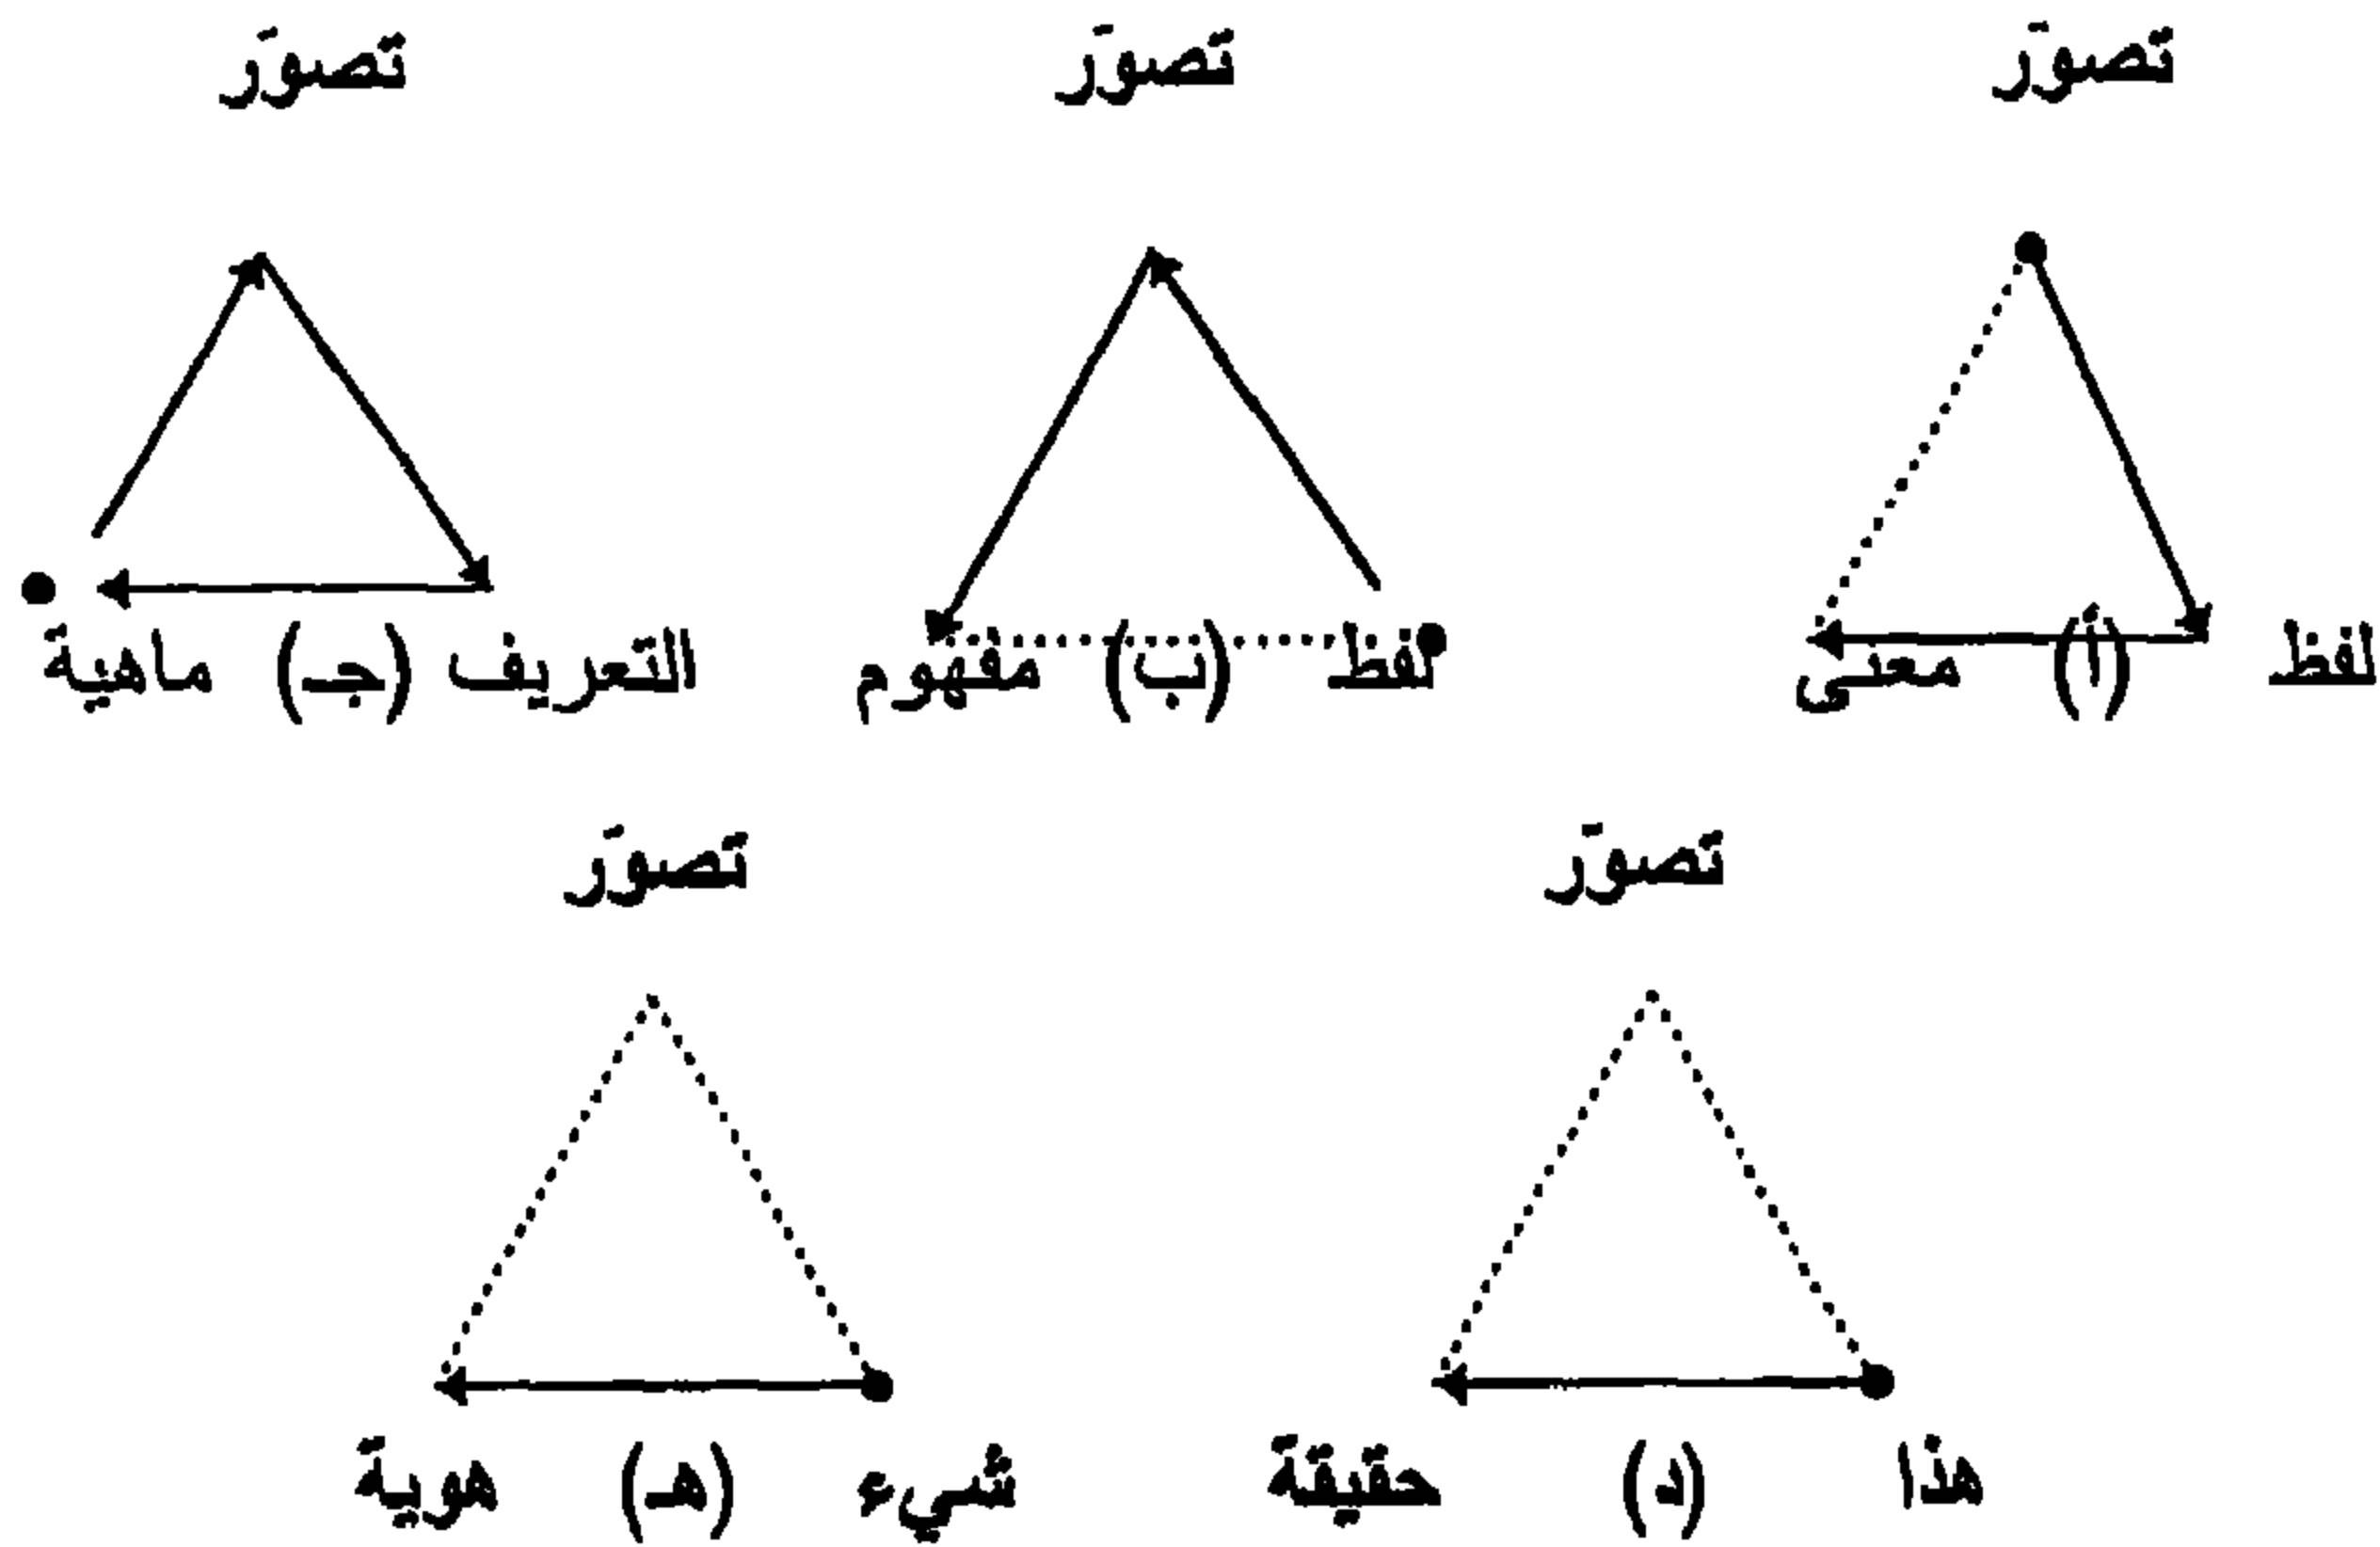 تصوّر تصوّر تصوّر
لفظ (أ) معنى لفظ (ب) مفهوم التعريف (جـ) ماهية
تصوّر تصوّر
هذا (د) حقيقة شيء (هـ) هوية